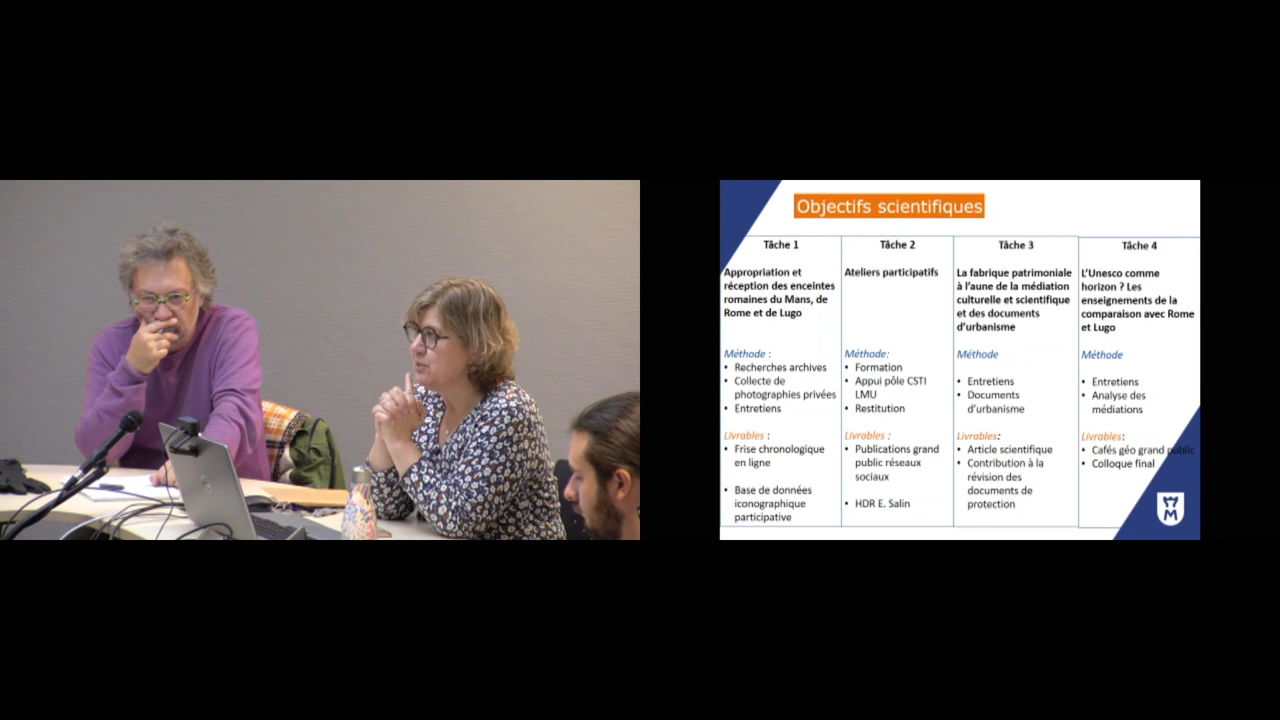 Objectifs scientifiques
Tâche 1
Appropriation et
réception des enceintes
romaines du Mans, de
Rome et de Lugo
Méthode :
• Recherches archives
• Collecte de
photographies privées
• Entretiens
Livrables :
• Frise chronologique
en ligne
• Base de données
iconographique
participative
Tâche 2
Ateliers participatifs
Méthode:
• Formation
• Appui pôle CSTI
LMU
• Restitution
Livrables :
• Publications grand
public réseaux
sociaux
• HDR E. Salin
Tâche 3
La fabrique patrimoniale
à l'aune de la médiation
culturelle et scientifique
et des documents
d'urbanisme
Méthode
• Entretiens
• Documents
d'urbanisme
Livrables:
• Article scientifique
• Contribution à la
révision des
documents de
protection
Tâche 4
L'Unesco comme
horizon ? Les
enseignements de la
comparaison avec Rome
et Lugo
Méthode
• Entretiens
• Analyse des
médiations
Livrables:
• Cafés géo grand public
• Colloque final
M